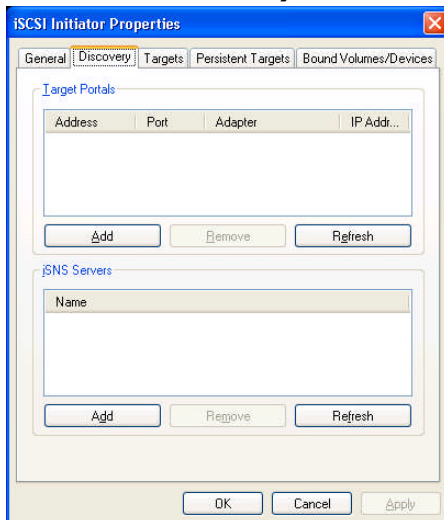 iSCSI Initiator Properties
General Discovery Targets Persistent Targets Bound Volumes/Devices
Target Portals
Address Port Adapter IP Addr...
Add Remove Refresh
iSNS Servers
Name
Add Remove Refresh
OK Cancel Apply